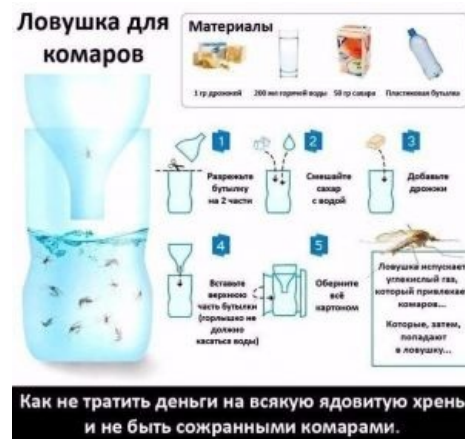 Ловушка для
комаров
Материалы
1 гр дрожжей
200 мл горячей воды
50 гр сахара
Пластиковая бутылка
1
Разрежьте
бутылку
на 2 части
2
Смешайте
сахар
с водой
3
Добавьте
дрожжи
4
Вставьте
верхнюю
часть бутылки
(горлышко не
должно
касаться воды)
5
Оберните
всё
картоном
Ловушка испускает
углекислый газ,
который привлекает
комаров...
Которые, затем,
попадают
в ловушку...
Как не тратить деньги на всякую ядовитую хрень
и не быть сожранными комарами.